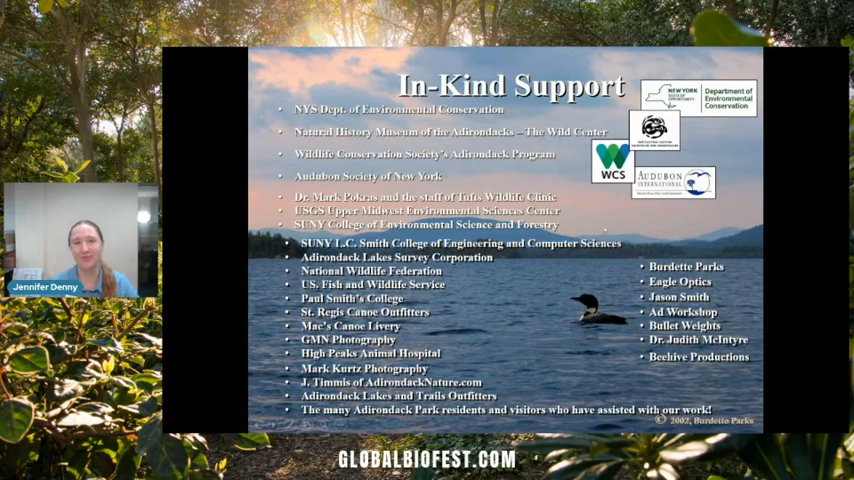 In-Kind Support
• NYS Dept. of Environmental Conservation
• Natural History Museum of the Adirondacks – The Wild Center
• Wildlife Conservation Society's Adirondack Program
• Audubon Society of New York
• Dr. Mark Pokras and the staff of Tufts Wildlife Clinic
• USGS Upper Midwest Environmental Sciences Center
• SUNY College of Environmental Science and Forestry
• SUNY L.C. Smith College of Engineering and Computer Sciences
• Adirondack Lakes Survey Corporation
• National Wildlife Federation
• US. Fish and Wildlife Service
• Paul Smith's College
• St. Regis Canoe Outfitters
• Mac's Canoe Livery
• GMN Photography
• High Peaks Animal Hospital
• Mark Kurtz Photography
• J. Timmis of AdirondackNature.com
• Adirondack Lakes and Trails Outfitters
• The many Adirondack Park residents and visitors who have assisted with our work!
NEW YORK
STATE OF
OPPORTUNITY
Department of
Environmental
Conservation
WCS
AUDUBON
INTERNATIONAL
• Burdette Parks
• Eagle Optics
• Jason Smith
• Ad Workshop
• Bullet Weights
• Dr. Judith McIntyre
• Beehive Productions
© 2002, Burdette Parks
Jennifer Denny
GLOBALBIOFEST.COM